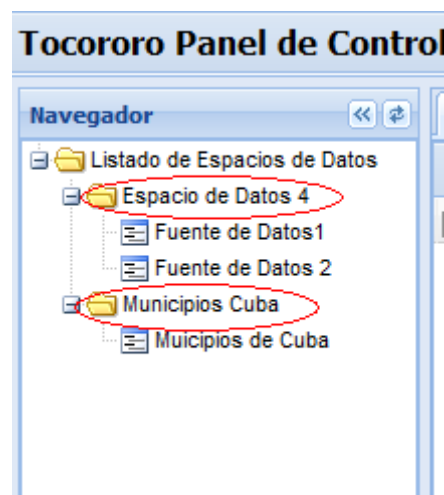 Tocororo Panel de Control
Navegador
Listado de Espacios de Datos
Espacio de Datos 4
Fuente de Datos1
Fuente de Datos 2
Municipios Cuba
Muicipios de Cuba